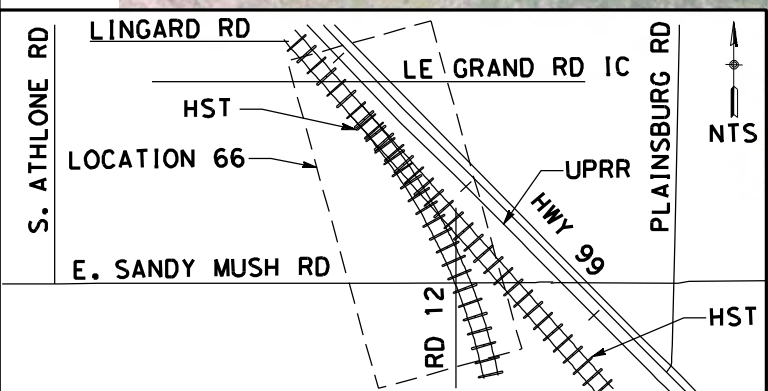 LINGARD RD
S. ATHLONE RD
LE GRAND RD IC
PLAINSBURG RD
HST
NTS
LOCATION 66
UPRR
HWY 99
E. SANDY MUSH RD
RD 12
HST